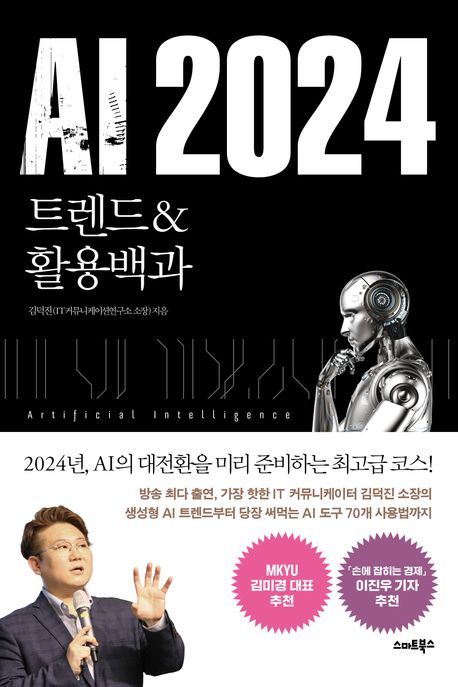 AI 2024
트렌드&
활용백과
김덕진(IT커뮤니케이션연구소 소장) 지음
Artificial Intelligence
2024년, AI의 대전환을 미리 준비하는 최고급 코스!
방송 최다 출연, 가장 핫한 IT 커뮤니케이터 김덕진 소장의
생성형 AI 트렌드부터 당장 써먹는 AI 도구 70개 사용법까지
MKYU
김미경 대표
추천
「손에 잡히는 경제」
이진우 기자
추천
스마트북스